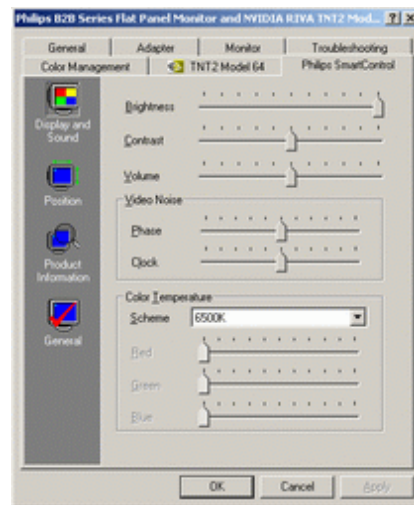 Philips B2B Series Flat Panel Monitor and NVIDIA RIVA TNT2 Mod...
General Adapter Monitor Troubleshooting
Color Management TNT2 Model 64 Philips SmartControl
Display and
Sound
Position
Product
Information
General
Brightness
Contrast
Volume
Video Noise
Phase
Clock
Color Temperature
Scheme 6500K
Red
Green
Blue
OK Cancel Apply